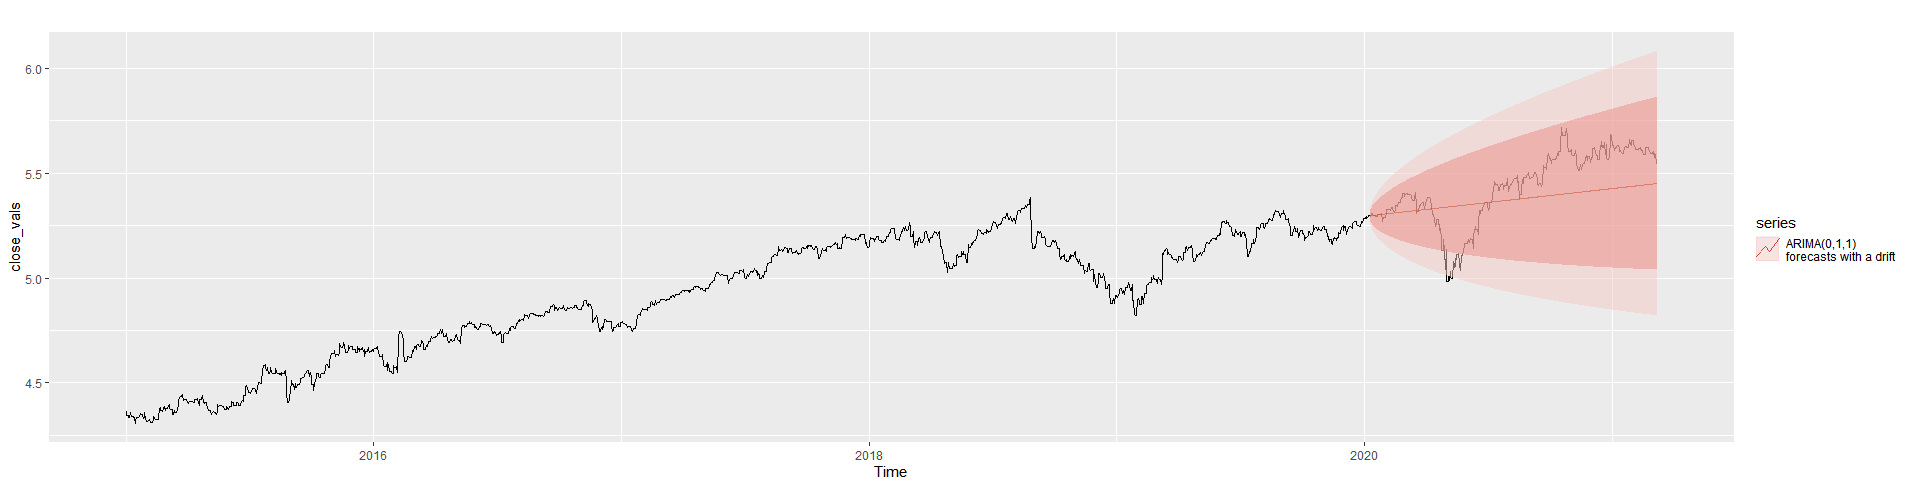 6.0
5.5
5.0
4.5
close_vals
2016
2018
2020
Time
series
ARIMA(0,1,1)
forecasts with a drift